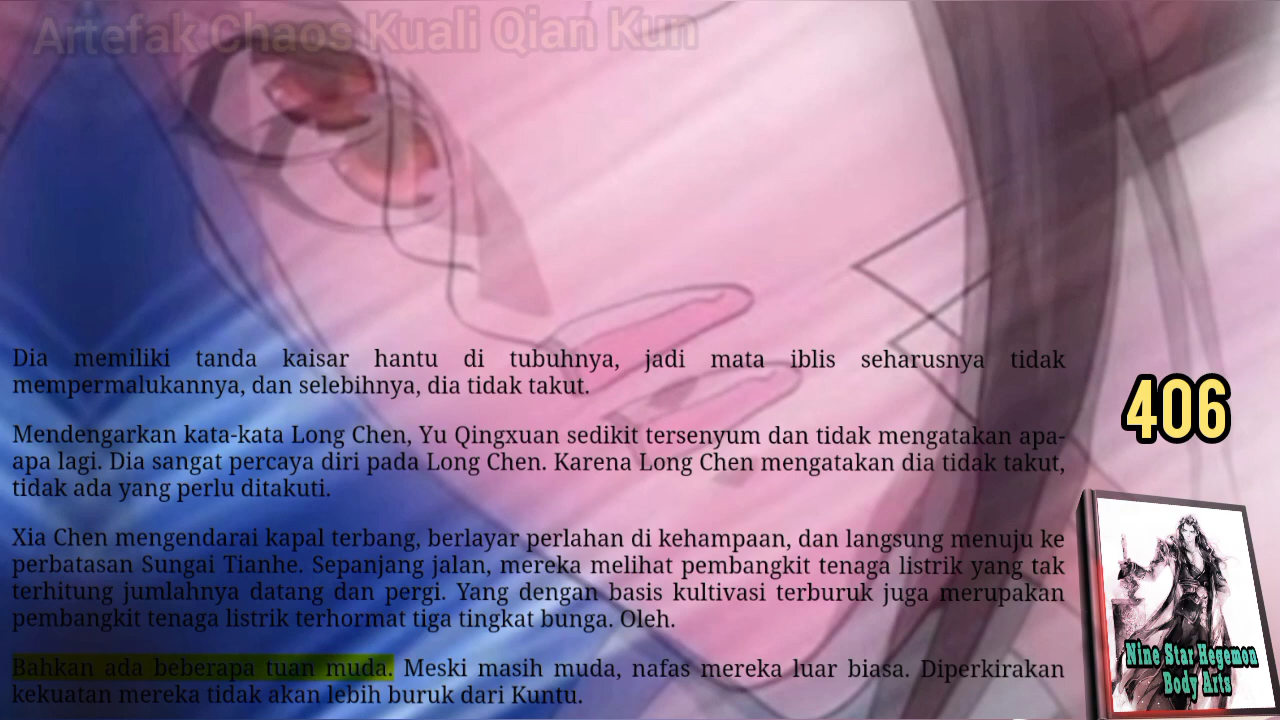 Artefak Chaos Kuali Qian Kun
Dia memiliki tanda kaisar hantu di tubuhnya, jadi mata iblis seharusnya tidak
mempermalukannya, dan selebihnya, dia tidak takut.
Mendengarkan kata-kata Long Chen, Yu Qingxuan sedikit tersenyum dan tidak mengatakan apa-
apa lagi. Dia sangat percaya diri pada Long Chen. Karena Long Chen mengatakan dia tidak takut,
tidak ada yang perlu ditakuti.
Xia Chen mengendarai kapal terbang, berlayar perlahan di kehampaan, dan langsung menuju ke
perbatasan Sungai Tianhe. Sepanjang jalan, mereka melihat pembangkit tenaga listrik yang tak
terhitung jumlahnya datang dan pergi. Yang dengan basis kultivasi terburuk juga merupakan
pembangkit tenaga listrik terhormat tiga tingkat bunga. Oleh.
Bahkan ada beberapa tuan muda. Meski masih muda, nafas mereka luar biasa. Diperkirakan
kekuatan mereka tidak akan lebih buruk dari Kuntu.
406
Nine Star Hegemon
Body Arts